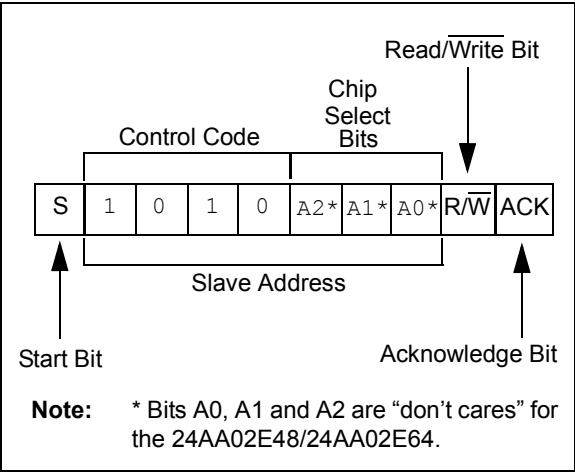 Read/Write Bit
Chip
Select
Bits
Control Code
S 1 0 1 0 A2* A1* A0* R/W ACK
Slave Address
Start Bit
Acknowledge Bit
Note: * Bits A0, A1 and A2 are “don’t cares” for
the 24AA02E48/24AA02E64.